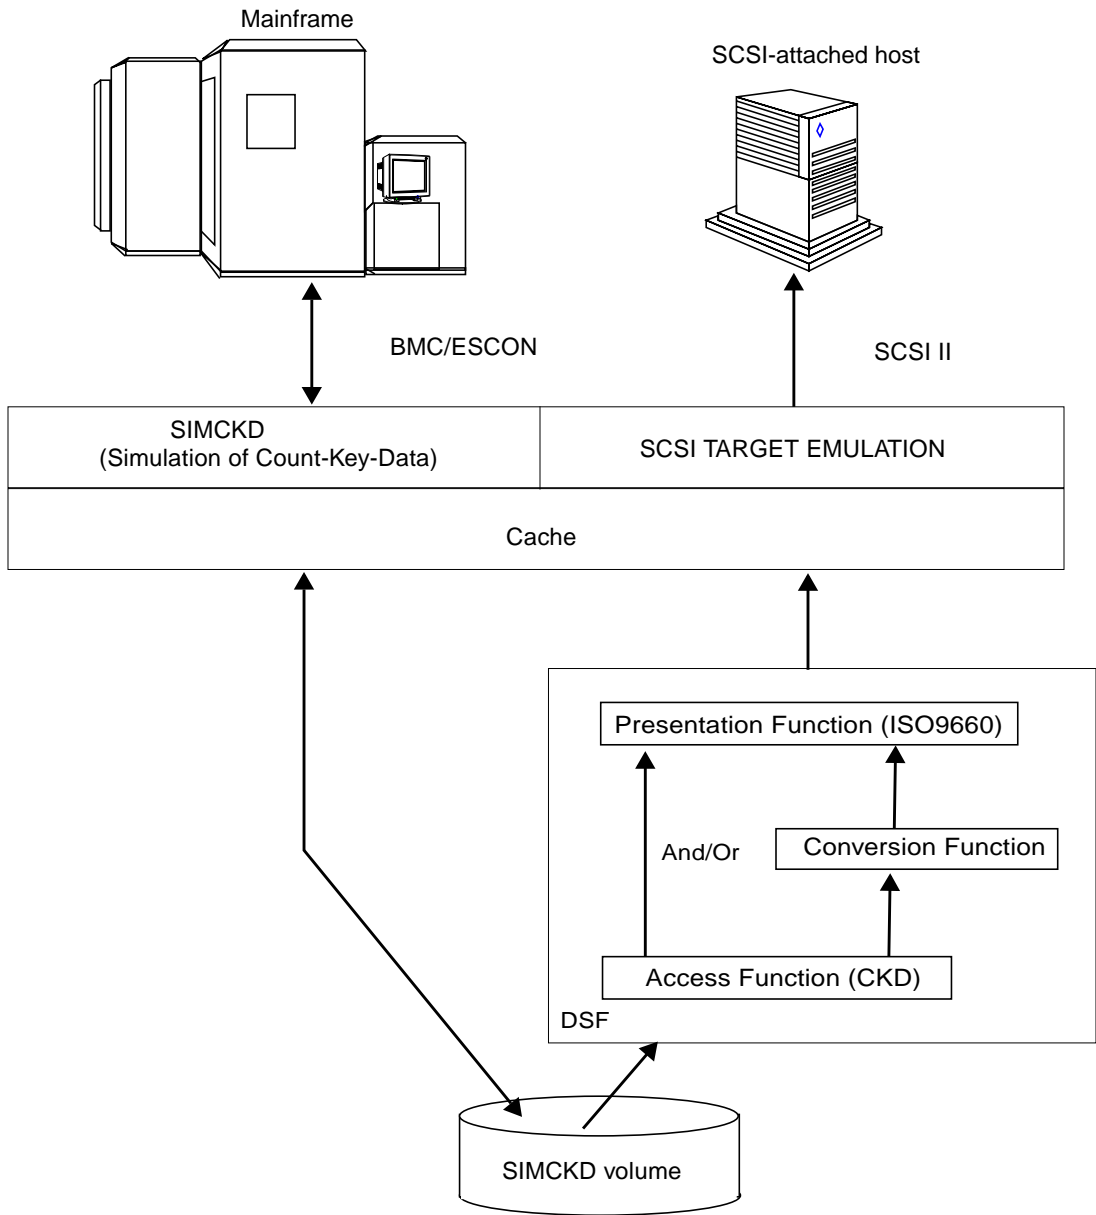 Mainframe
SCSI-attached host
BMC/ESCON
SCSI II
SIMCKD
(Simulation of Count-Key-Data)
SCSI TARGET EMULATION
Cache
Presentation Function (ISO9660)
And/Or
Conversion Function
Access Function (CKD)
DSF
SIMCKD volume